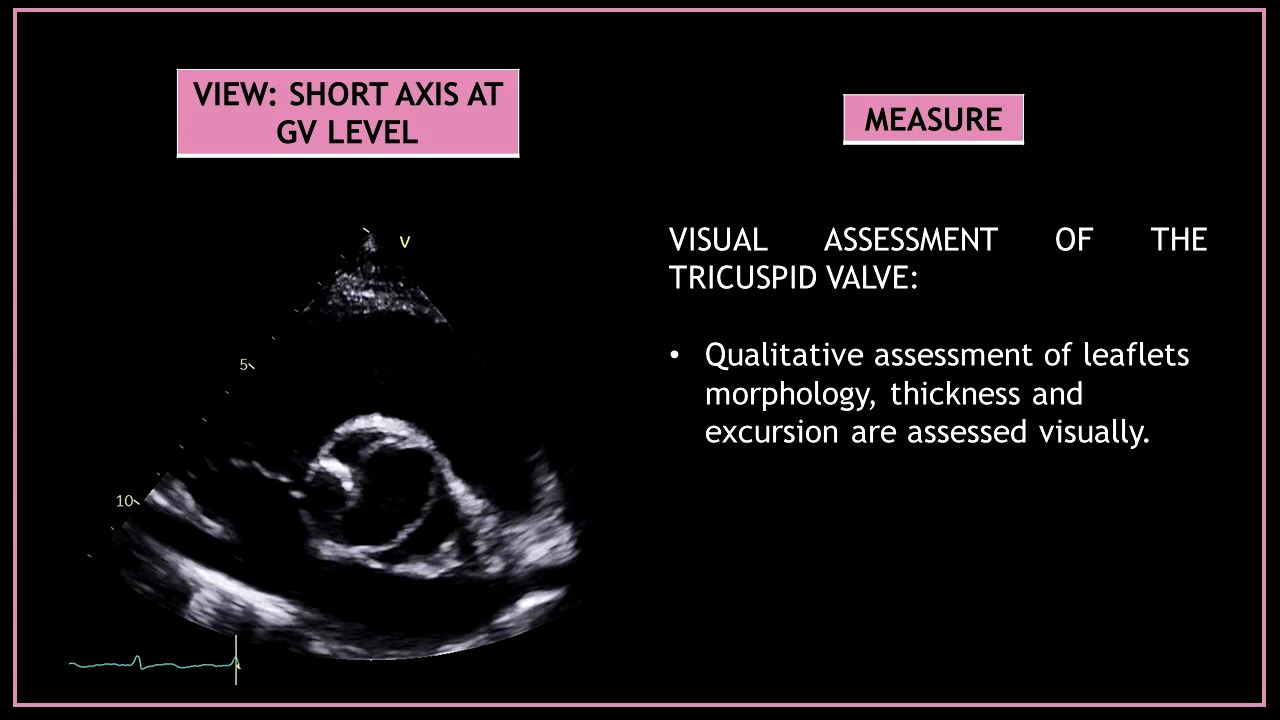 VIEW: SHORT AXIS AT
GV LEVEL
MEASURE
VISUAL ASSESSMENT OF THE
TRICUSPID VALVE:
• Qualitative assessment of leaflets
morphology, thickness and
excursion are assessed visually.
V
5
10